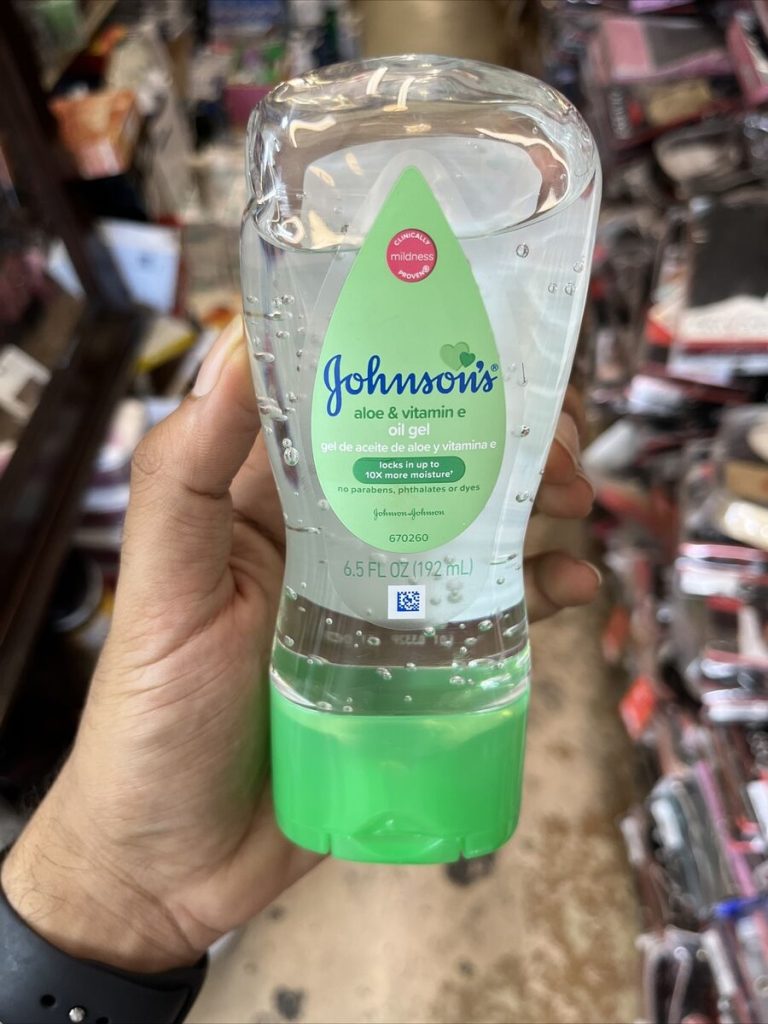 CLINICALLY
mildness
PROVEN®
Johnson's®
aloe & vitamin e
oil gel
gel de aceite de aloe y vitamina e
locks in up to
10X more moisture†
no parabens, phthalates or dyes
Johnson & Johnson
670260
6.5 FL OZ (192 mL)